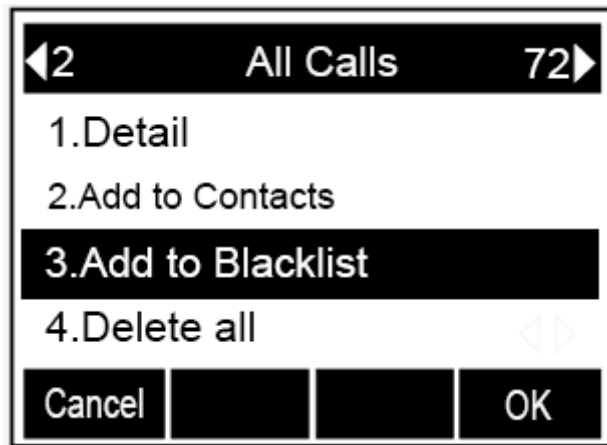 2 All Calls 72
1.Detail
2.Add to Contacts
3.Add to Blacklist
4.Delete all
Cancel OK